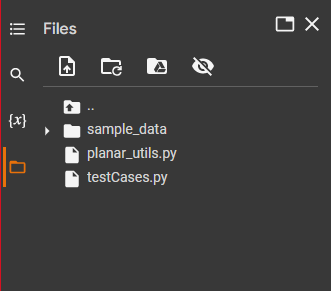 Files
{x}
..
sample_data
planar_utils.py
testCases.py